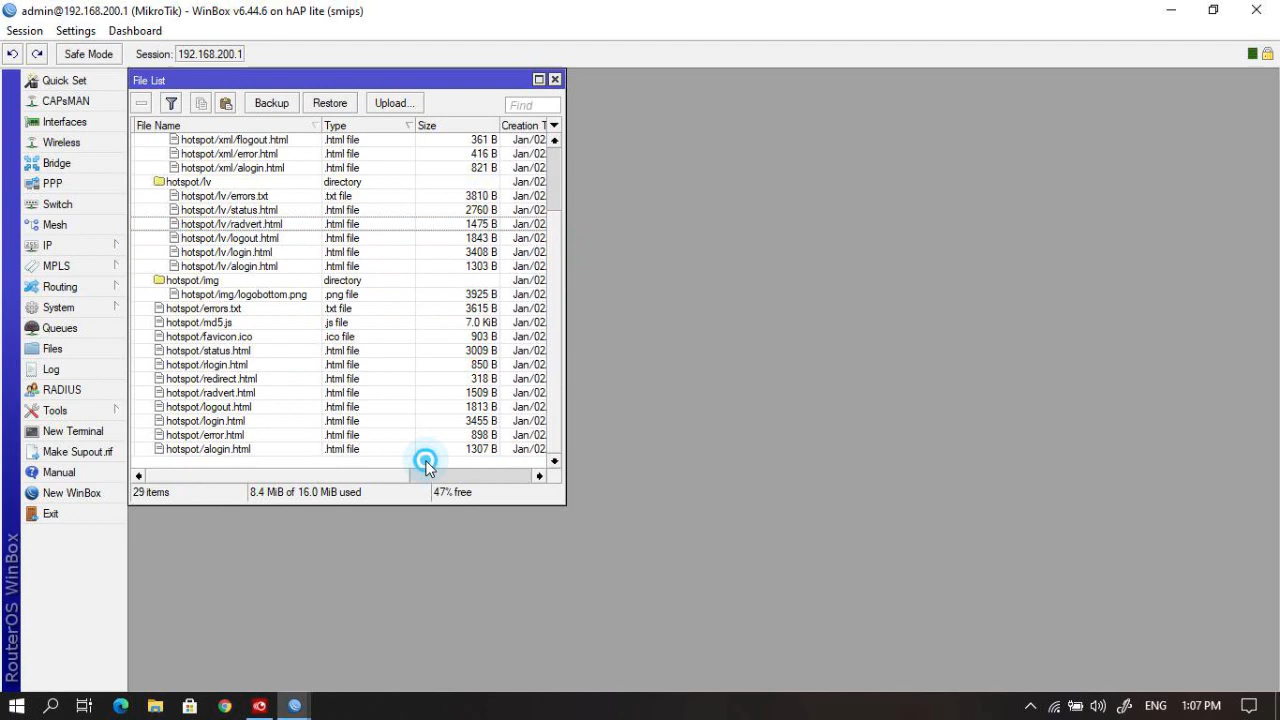 admin@192.168.200.1 (MikroTik) - WinBox v6.44.6 on hAP lite (smips)
Session Settings Dashboard
Safe Mode Session: 192.168.200.1
Quick Set
CAPsMAN
Interfaces
Wireless
Bridge
PPP
Switch
Mesh
IP
MPLS
Routing
System
Queues
Files
Log
RADIUS
Tools
New Terminal
Make Supout.rif
Manual
New WinBox
Exit
RouterOS WinBox
File List
Backup Restore Upload... Find
File Name Type Size Creation T
hotspot/xml/flogout.html .html file 361 B Jan/02
hotspot/xml/error.html .html file 416 B Jan/02
hotspot/xml/alogin.html .html file 821 B Jan/02
hotspot/lv directory Jan/02
hotspot/lv/errors.txt .txt file 3810 B Jan/02
hotspot/lv/status.html .html file 2760 B Jan/02
hotspot/lv/radvert.html .html file 1475 B Jan/02
hotspot/lv/logout.html .html file 1843 B Jan/02
hotspot/lv/login.html .html file 3408 B Jan/02
hotspot/lv/alogin.html .html file 1303 B Jan/02
hotspot/img directory Jan/02
hotspot/img/logobottom.png .png file 3925 B Jan/02
hotspot/errors.txt .txt file 3615 B Jan/02
hotspot/md5.js .js file 7.0 KiB Jan/02
hotspot/favicon.ico .ico file 903 B Jan/02
hotspot/status.html .html file 3009 B Jan/02
hotspot/rlogin.html .html file 850 B Jan/02
hotspot/redirect.html .html file 318 B Jan/02
hotspot/radvert.html .html file 1509 B Jan/02
hotspot/logout.html .html file 1813 B Jan/02
hotspot/login.html .html file 3455 B Jan/02
hotspot/error.html .html file 898 B Jan/02
hotspot/alogin.html .html file 1307 B Jan/02
29 items 8.4 MiB of 16.0 MiB used 47% free
ENG 1:07 PM